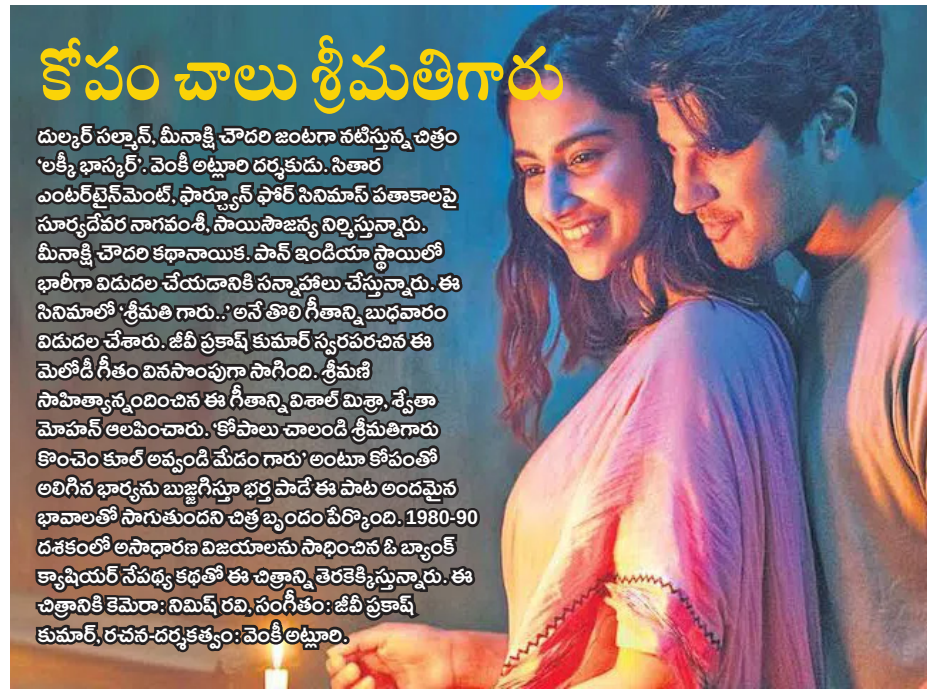 కోపం చాలు శ్రీమతిగారు
దుల్కర్ సల్మాన్, మీనాక్షి చౌదరి జంటగా నటిస్తున్న చిత్రం
‘లక్కీ భాస్కర్’. వెంకీ అట్లూరి దర్శకుడు. సితార
ఎంటర్‌టైన్‌మెంట్, ఫార్చ్యూన్ ఫోర్ సినిమాస్ పతాకాలపై
సూర్యదేవర నాగవంశీ, సాయిసౌజన్య నిర్మిస్తున్నారు.
మీనాక్షి చౌదరి కథానాయిక. పాన్ ఇండియా స్థాయిలో
భారీగా విడుదల చేయడానికి సన్నాహాలు చేస్తున్నారు. ఈ
సినిమాలో ‘శ్రీమతి గారు..’ అనే తొలి గీతాన్ని బుధవారం
విడుదల చేశారు. జీవీ ప్రకాష్ కుమార్ స్వరపరచిన ఈ
మెలోడీ గీతం వినసొంపుగా సాగింది. శ్రీమణి
సాహిత్యాన్నందించిన ఈ గీతాన్ని విశాల్ మిశ్రా, శ్వేతా
మోహన్ ఆలపించారు. ‘కోపాలు చాలండి శ్రీమతిగారు
కొంచెం కూల్ అవ్వండి మేడం గారు’ అంటూ కోపంతో
అలిగిన భార్యను బుజ్జగిస్తూ భర్త పాడే ఈ పాట అందమైన
భావాలతో సాగుతుందని చిత్ర బృందం పేర్కొంది. 1980-90
దశకంలో అసాధారణ విజయాలను సాధించిన ఓ బ్యాంక్
క్యాషియర్ నేపథ్య కథతో ఈ చిత్రాన్ని తెరకెక్కిస్తున్నారు. ఈ
చిత్రానికి కెమెరా: నిమిష్ రవి, సంగీతం: జీవీ ప్రకాష్
కుమార్, రచన-దర్శకత్వం: వెంకీ అట్లూరి.